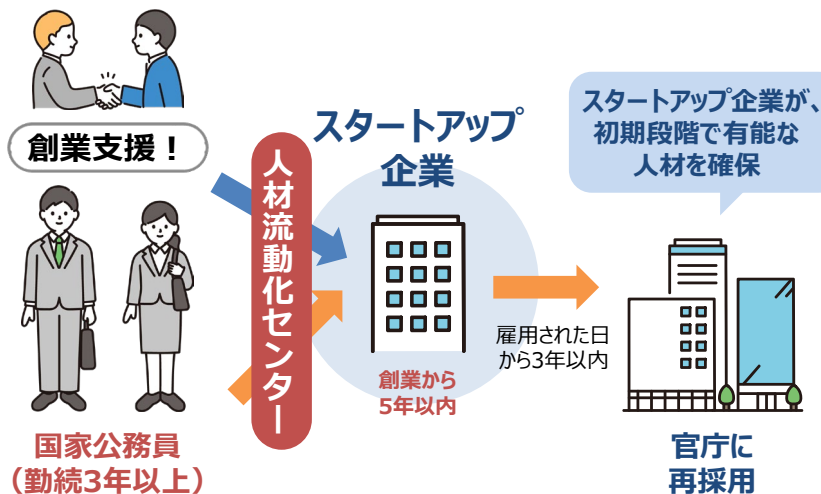 創業支援！
国家公務員
（勤続3年以上）
人材流動化センター
スタートアップ
企業
創業から
5年以内
雇用された日
から3年以内
スタートアップ企業が、
初期段階で有能な
人材を確保
官庁に
再採用